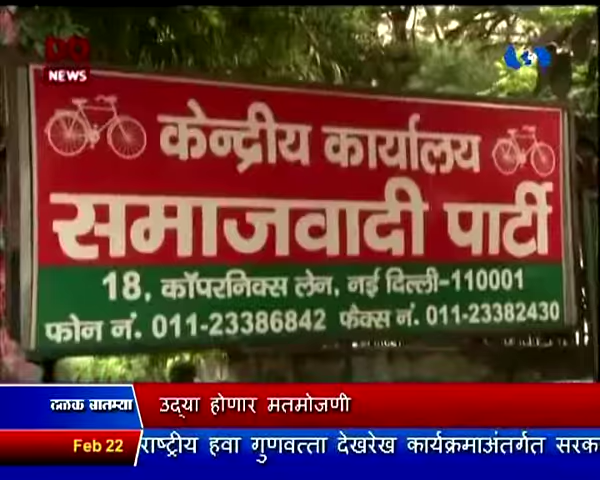 DD
NEWS
केन्द्रीय कार्यालय
समाजवादी पार्टी
18, कॉपरनिक्स लेन, नई दिल्ली-110001
फोन नं. 011-23386842 फैक्स नं. 011-23382430
ठळक बातम्या
उद्या होणार मतमोजणी
Feb 22
राष्ट्रीय हवा गुणवत्ता देखरेख कार्यक्रमाअंतर्गत सरक